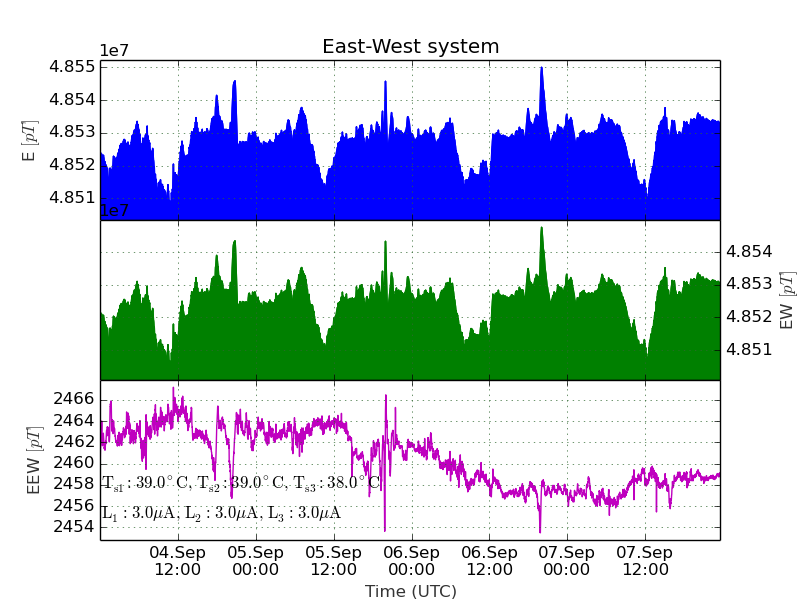 East-West system
1e7
4.855
4.854
4.853
4.852
4.851
E [pT]
1e7
4.854
4.853
4.852
4.851
EW [pT]
2466
2464
2462
2460
2458
2456
2454
EEW [pT]
T_s1 : 39.0°C, T_s2 : 39.0°C, T_s3 : 38.0°C
L_1 : 3.0μA, L_2 : 3.0μA, L_3 : 3.0μA
04.Sep 05.Sep 05.Sep 06.Sep 06.Sep 07.Sep 07.Sep
12:00 00:00 12:00 00:00 12:00 00:00 12:00
Time (UTC)